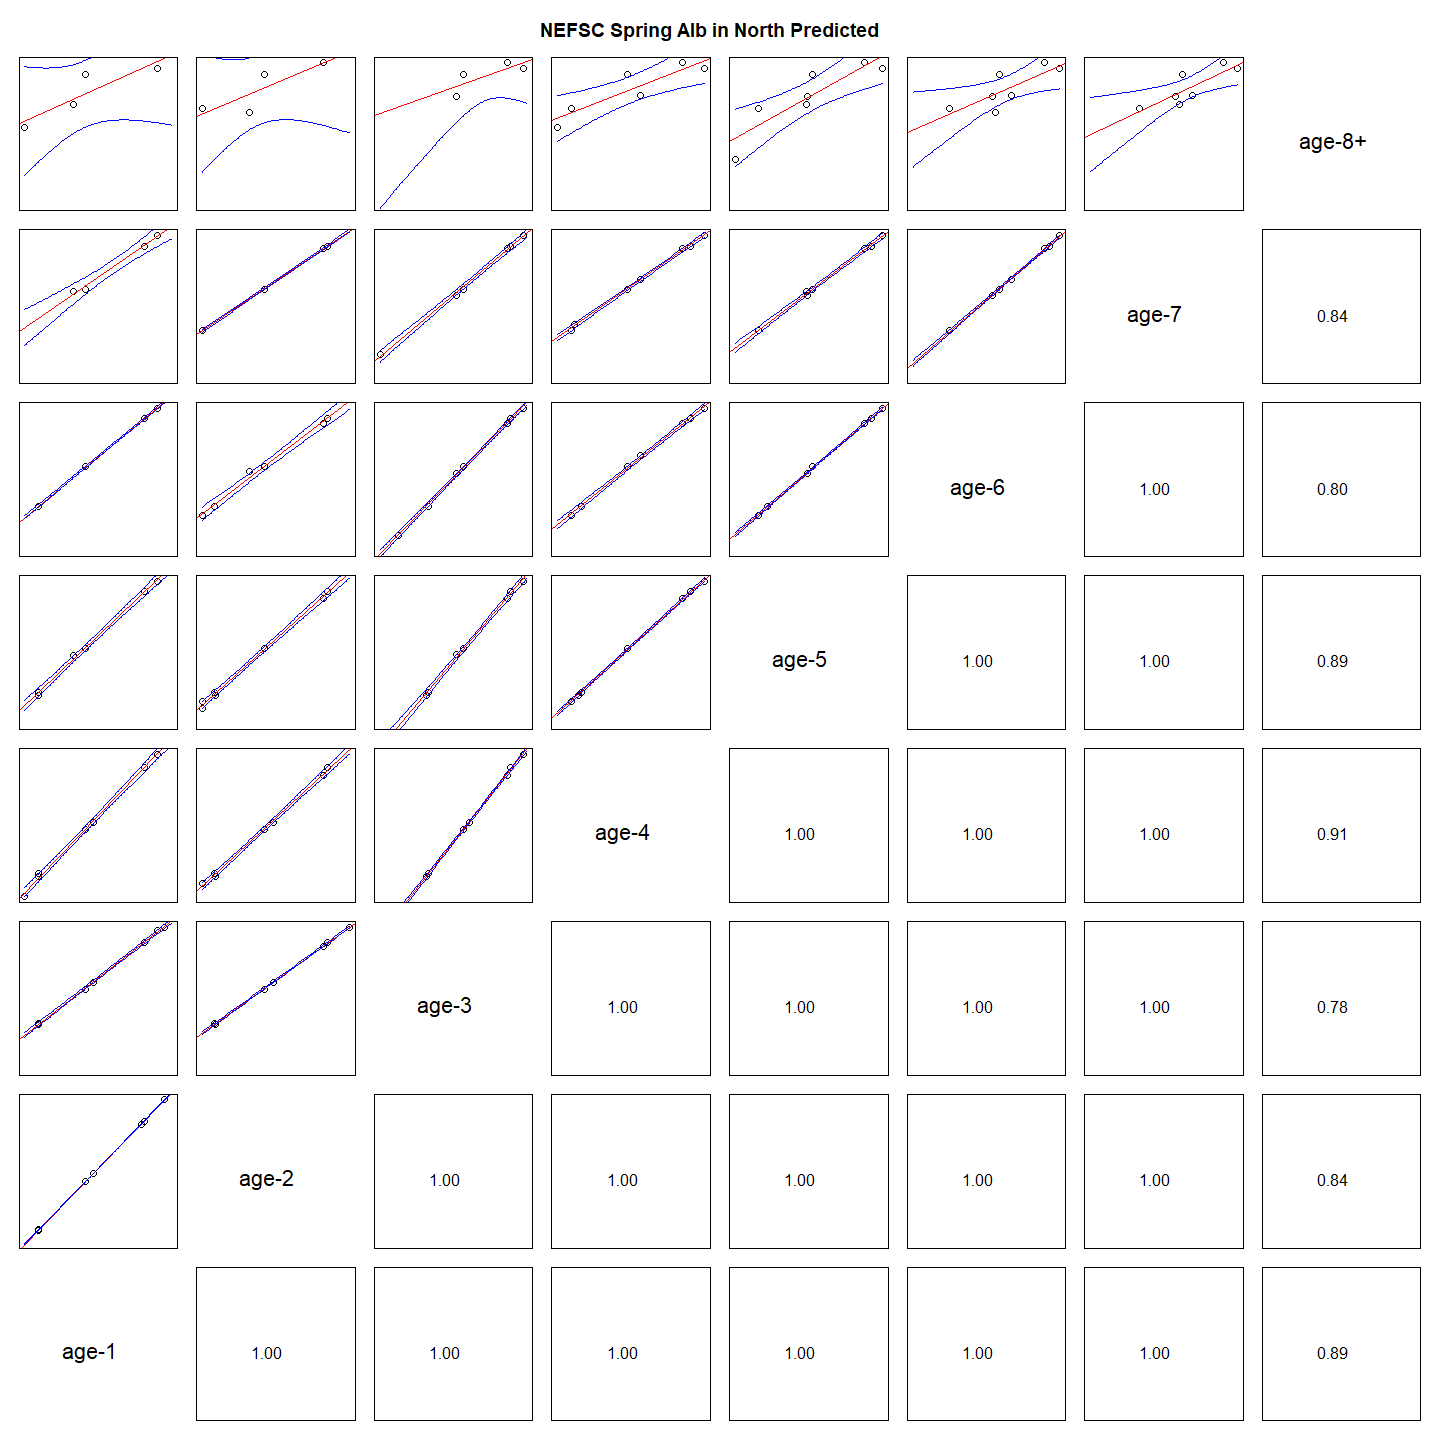 NEFSC Spring Alb in North Predicted
age-8+
age-7 0.84
age-6 1.00 0.80
age-5 1.00 1.00 0.89
age-4 1.00 1.00 1.00 0.91
age-3 1.00 1.00 1.00 1.00 0.78
age-2 1.00 1.00 1.00 1.00 1.00 0.84
age-1 1.00 1.00 1.00 1.00 1.00 1.00 0.89